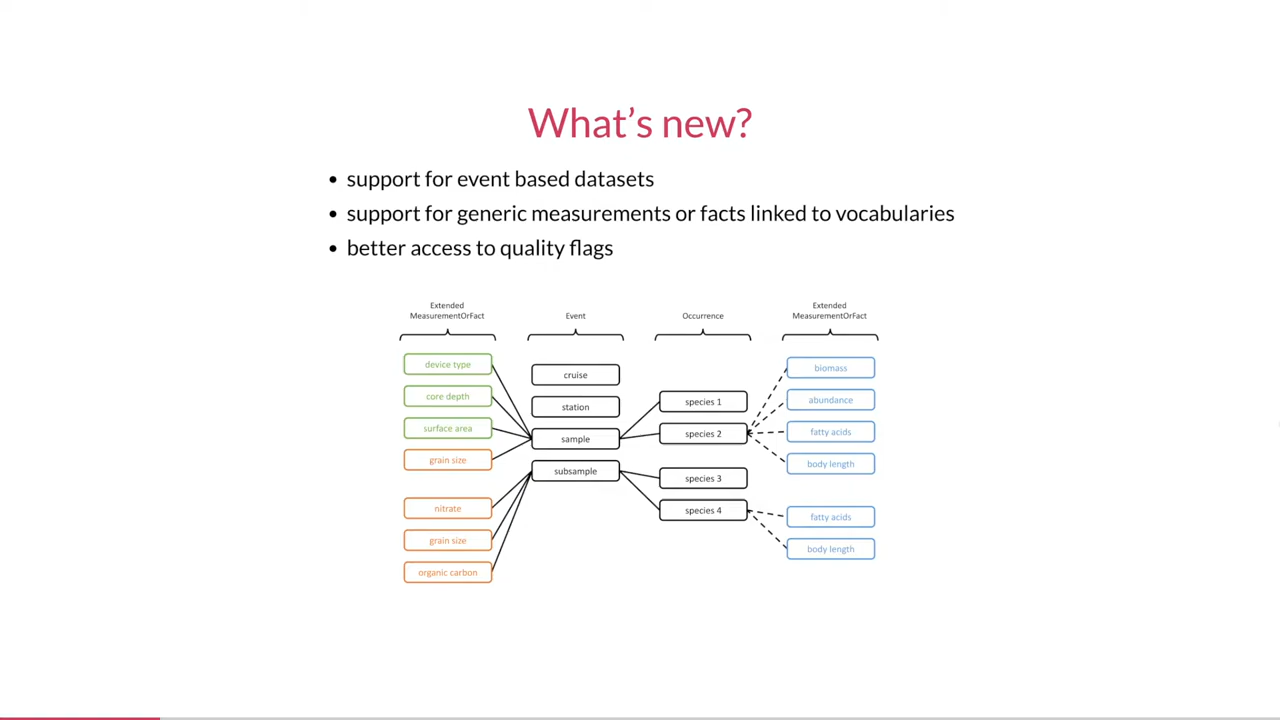 What's new?
• support for event based datasets
• support for generic measurements or facts linked to vocabularies
• better access to quality flags
Extended
MeasurementOrFact
Event
Occurrence
Extended
MeasurementOrFact
device type
core depth
surface area
grain size
nitrate
grain size
organic carbon
cruise
station
sample
subsample
species 1
species 2
species 3
species 4
biomass
abundance
fatty acids
body length
fatty acids
body length